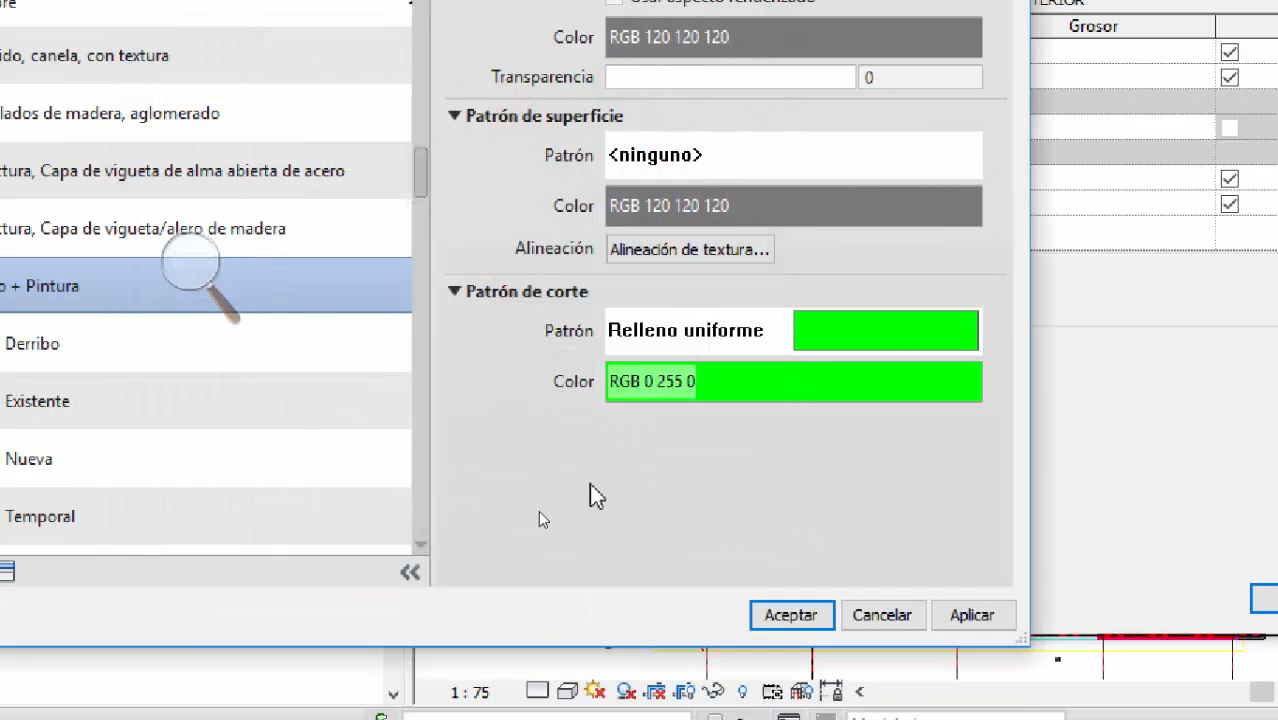 ido, canela, con textura
lados de madera, aglomerado
tura, Capa de vigueta de alma abierta de acero
tura, Capa de vigueta/alero de madera
o + Pintura
Derribo
Existente
Nueva
Temporal
Usar aspecto renderizado
Color RGB 120 120 120
Transparencia 0
Patrón de superficie
Patrón <ninguno>
Color RGB 120 120 120
Alineación Alineación de textura...
Patrón de corte
Patrón Relleno uniforme
Color RGB 0 255 0
Aceptar Cancelar Aplicar
Grosor
1 : 75